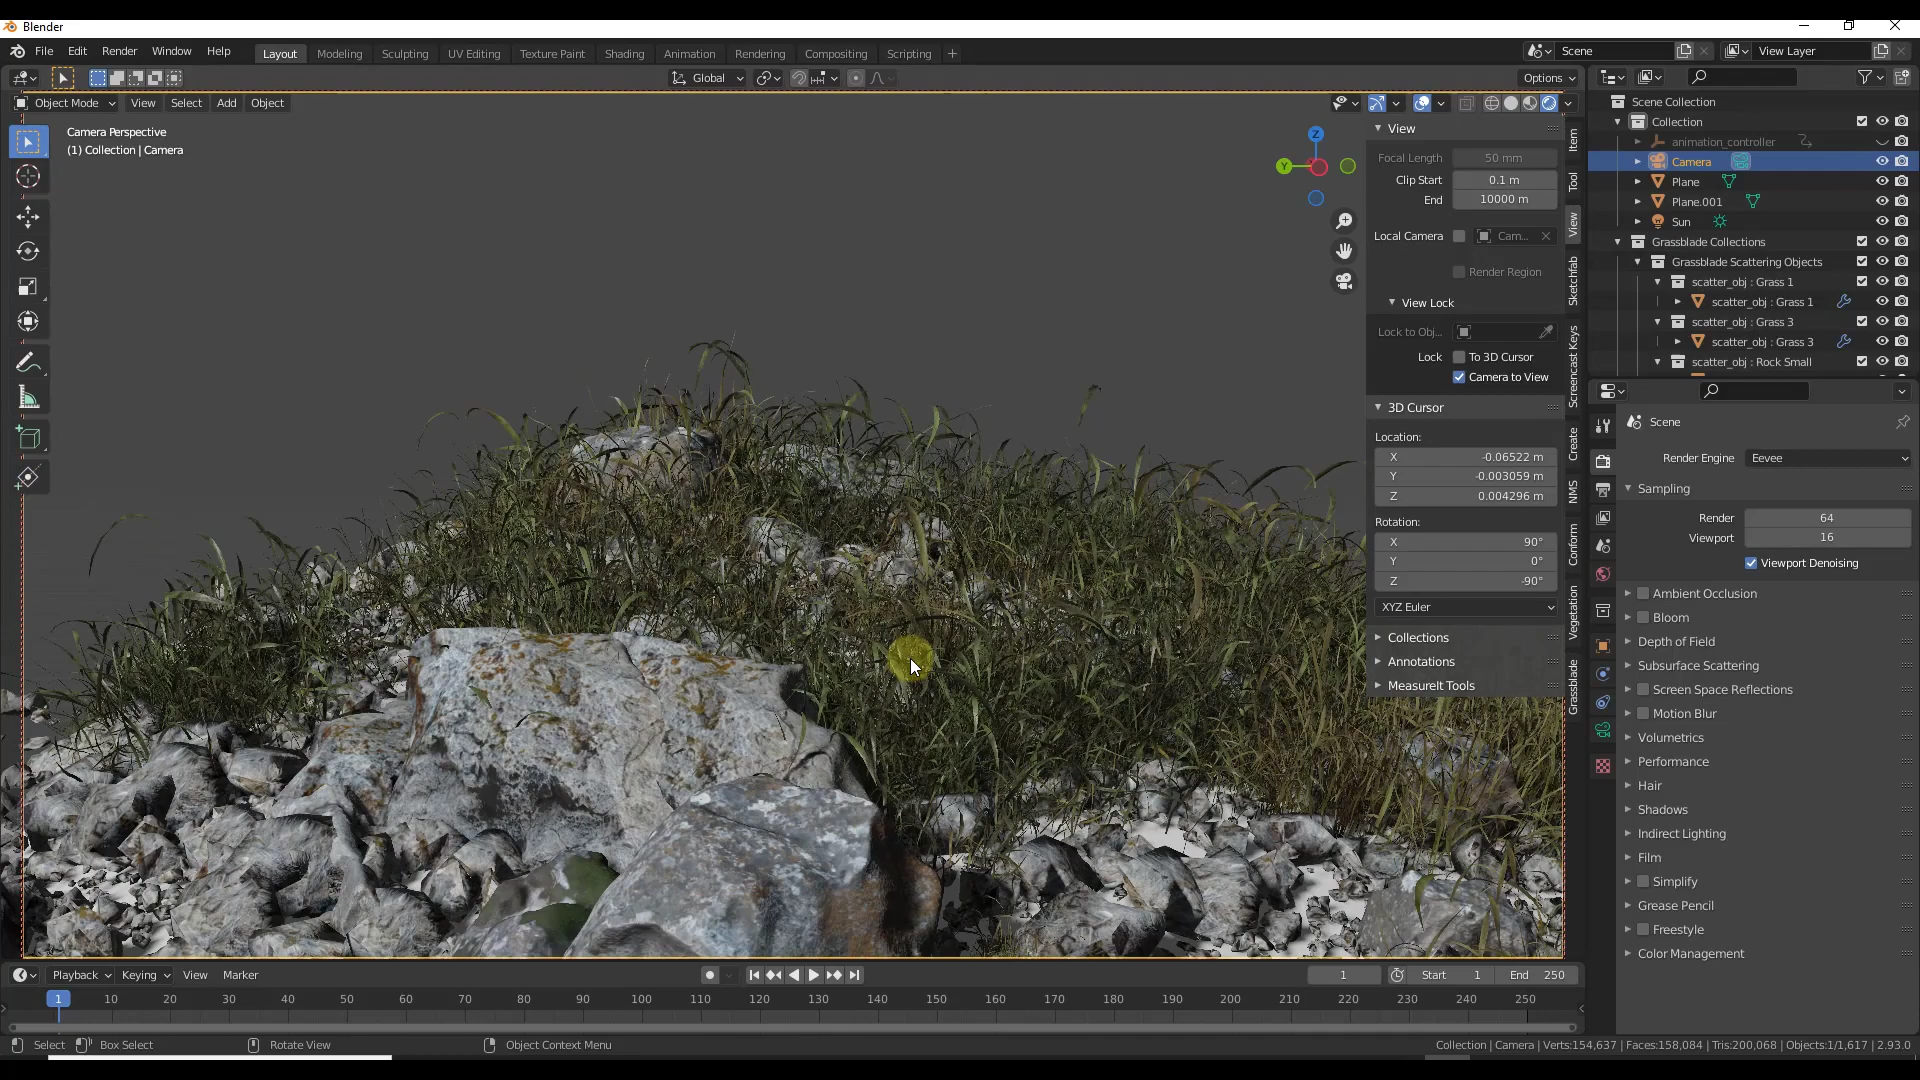 Blender
File Edit Render Window Help
Layout Modeling Sculpting UV Editing Texture Paint Shading Animation Rendering Compositing Scripting +
Scene
View Layer
Global
Options
Object Mode View Select Add Object
Camera Perspective
(1) Collection | Camera
Z
Y
View
Focal Length 50 mm
Clip Start 0.1 m
End 10000 m
Local Camera Cam...
Render Region
View Lock
Lock to Obj...
Lock To 3D Cursor
Camera to View
3D Cursor
Location:
X -0.06522 m
Y -0.003059 m
Z 0.004296 m
Rotation:
X 90°
Y 0°
Z -90°
XYZ Euler
Collections
Annotations
MeasureIt Tools
Item
Tool
View
Sketchfab
Screencast Keys
Create
NMS
Conform
Vegetation
Grassblade
Scene Collection
Collection
animation_controller
Camera
Plane
Plane.001
Sun
Grassblade Collections
Grassblade Scattering Objects
scatter_obj : Grass 1
scatter_obj : Grass 1
scatter_obj : Grass 3
scatter_obj : Grass 3
scatter_obj : Rock Small
Scene
Render Engine Eevee
Sampling
Render 64
Viewport 16
Viewport Denoising
Ambient Occlusion
Bloom
Depth of Field
Subsurface Scattering
Screen Space Reflections
Motion Blur
Volumetrics
Performance
Hair
Shadows
Indirect Lighting
Film
Simplify
Grease Pencil
Freestyle
Color Management
Playback Keying View Marker
1 Start 1 End 250
1 10 20 30 40 50 60 70 80 90 100 110 120 130 140 150 160 170 180 190 200 210 220 230 240 250
Select Box Select Rotate View Object Context Menu
Collection | Camera | Verts:154,637 | Faces:158,084 | Tris:200,068 | Objects:1/1,617 | 2.93.0